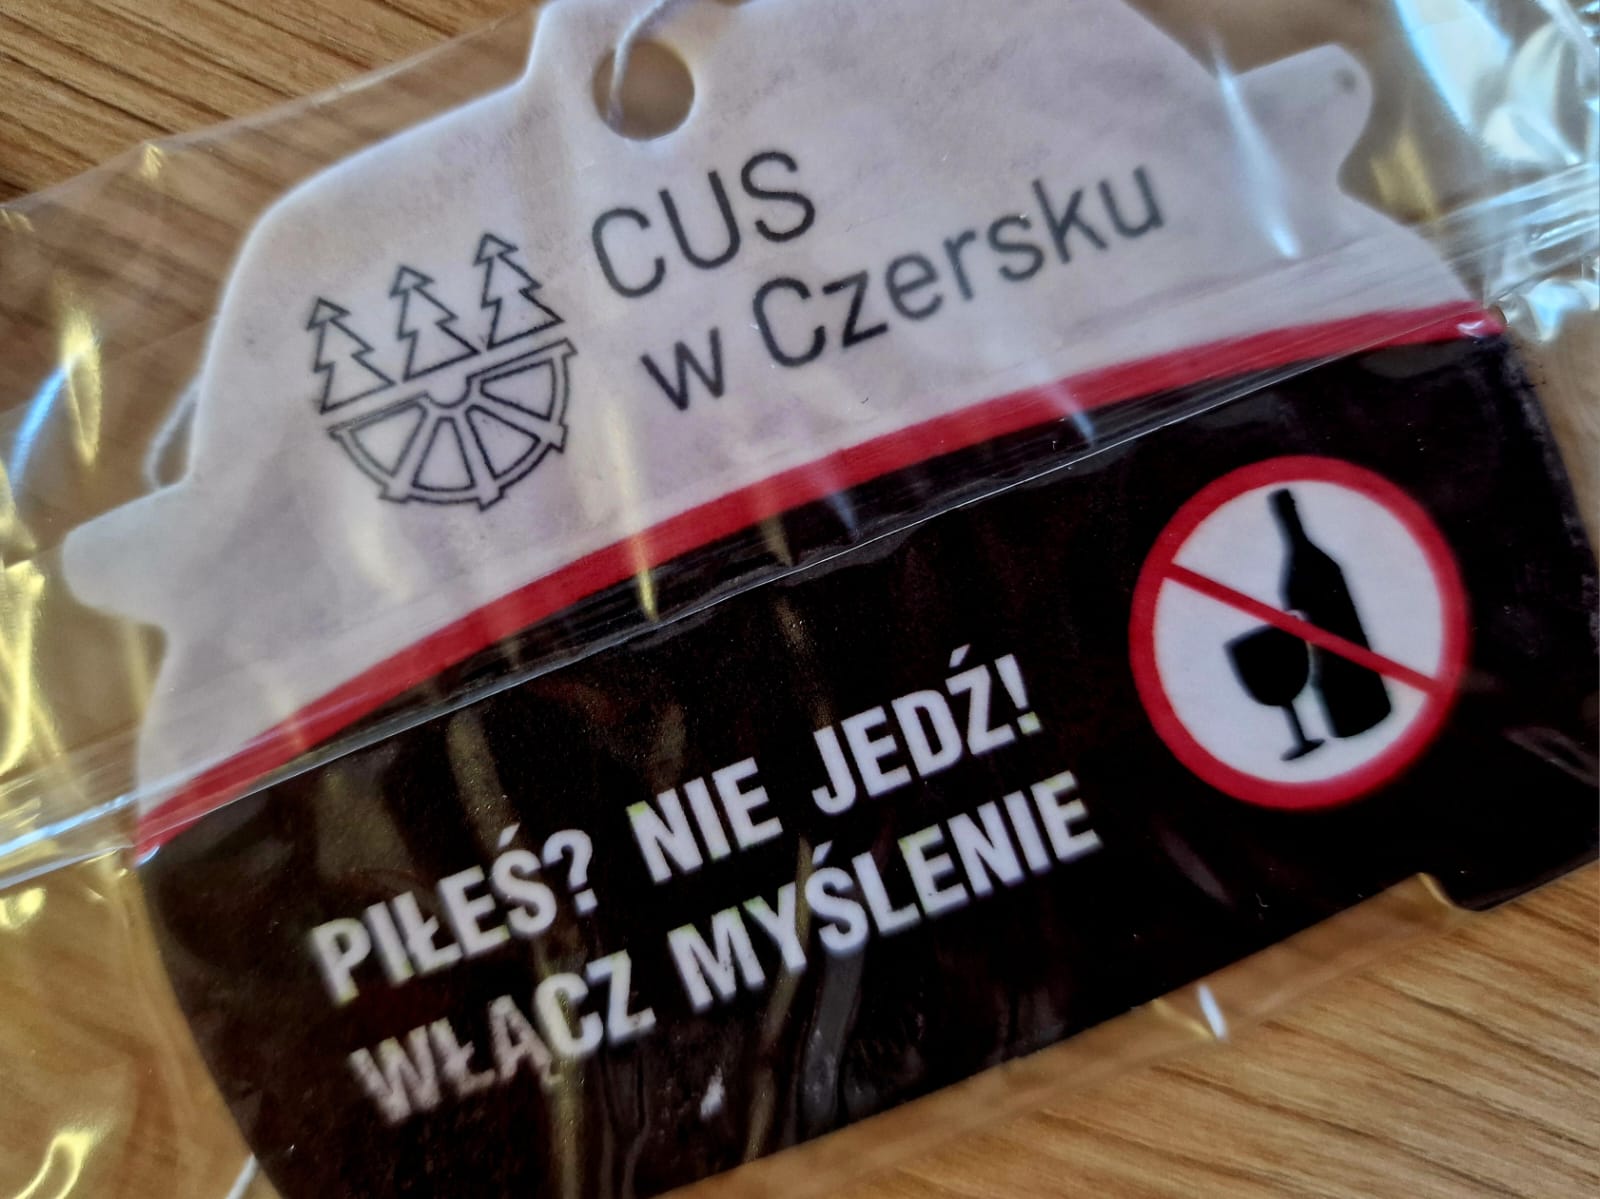 CUS
w Czersku
PIŁEŚ? NIE JEDŹ!
WŁĄCZ MYŚLENIE